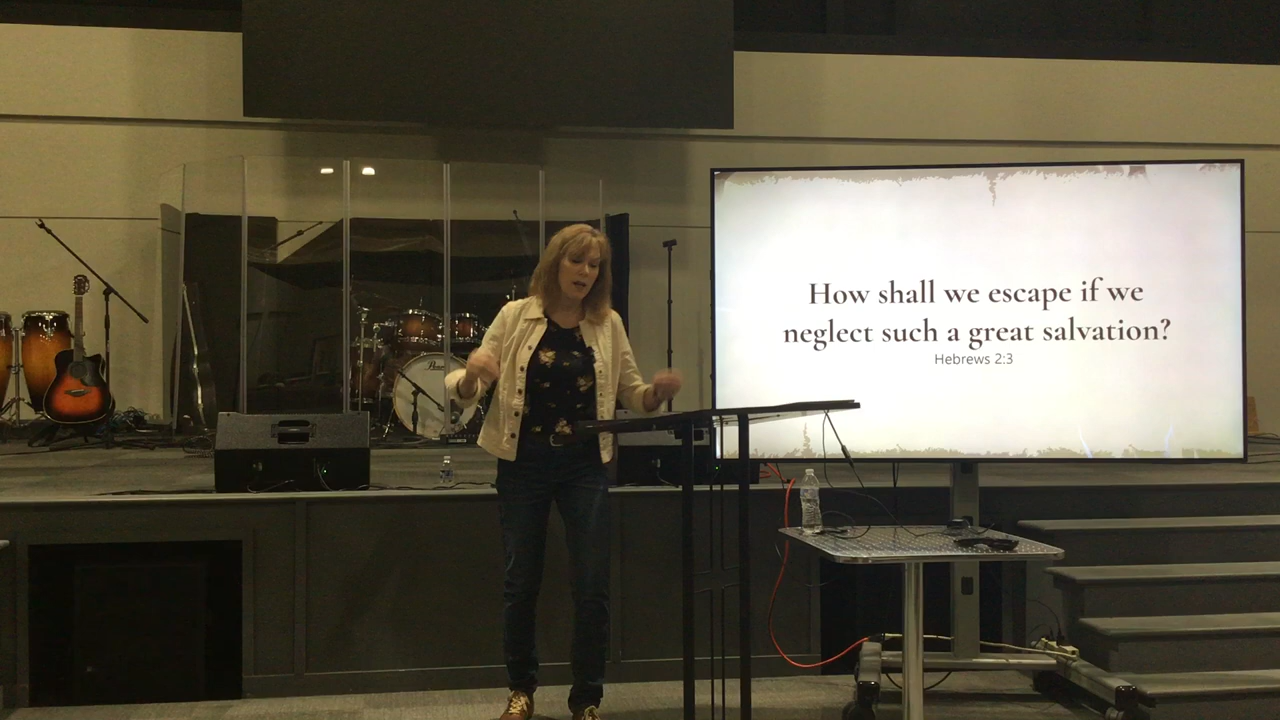 How shall we escape if we
neglect such a great salvation?
Hebrews 2:3